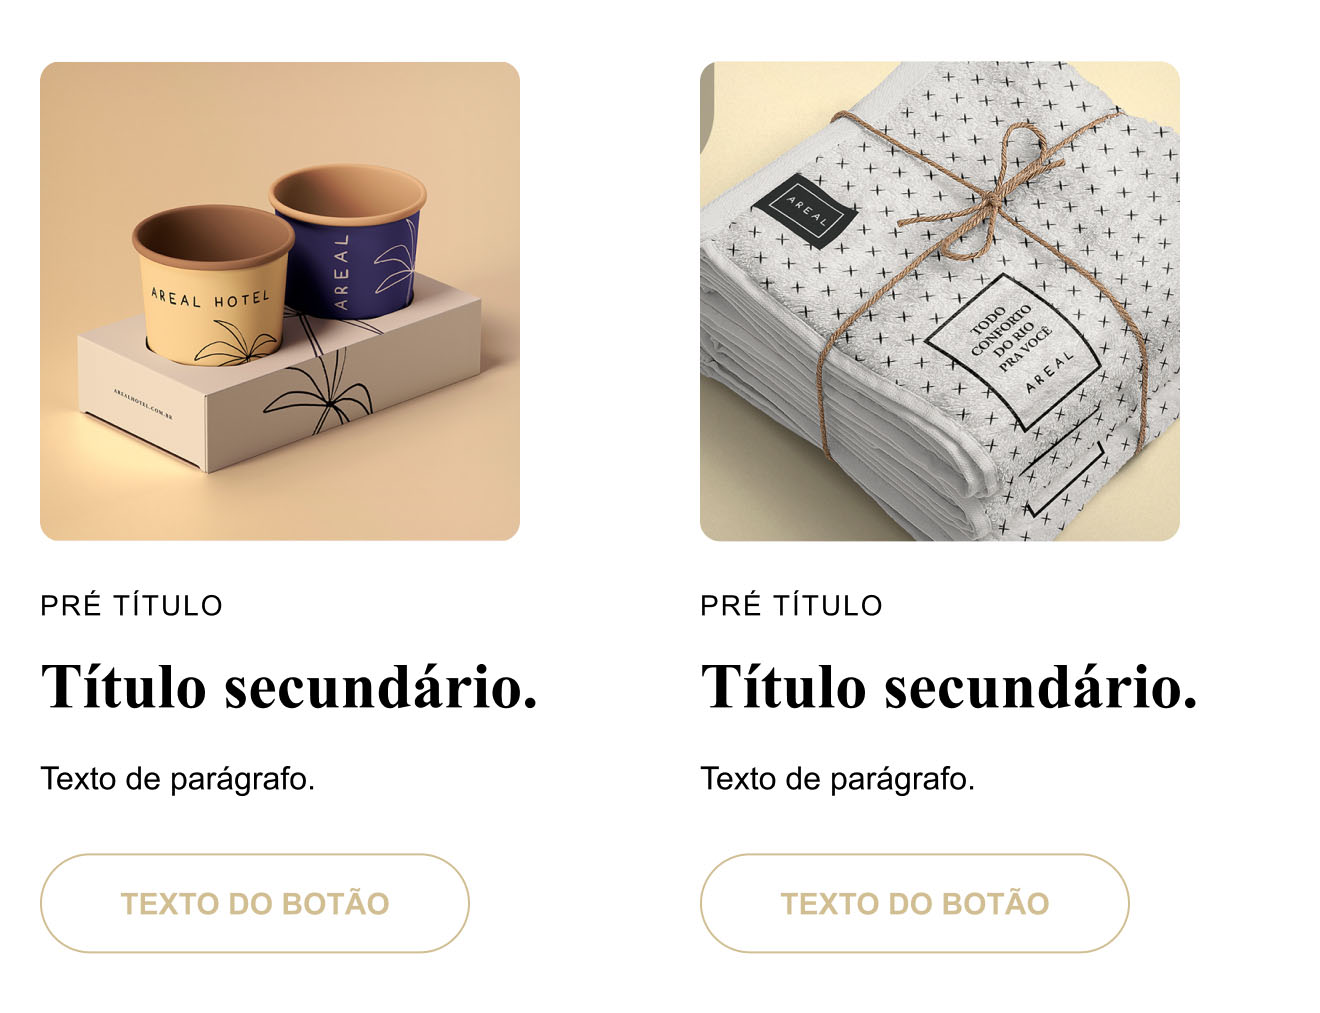 AREAL HOTEL
AREAL
AREALHOTEL.COM.BR
AREAL
TODO
CONFORTO
DO RIO
PRA VOCÊ
AREAL
PRÉ TÍTULO
Título secundário.
Texto de parágrafo.
TEXTO DO BOTÃO
PRÉ TÍTULO
Título secundário.
Texto de parágrafo.
TEXTO DO BOTÃO